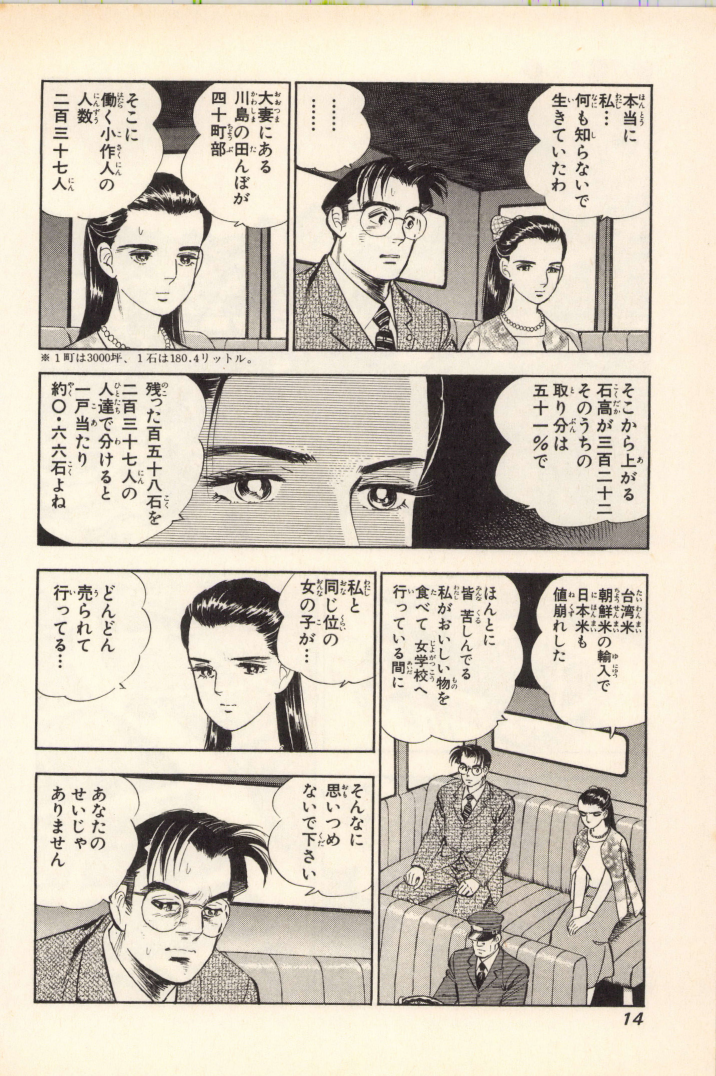 本当に
私…
何も知らないで
生きていたわ
……
……
大妻にある
川島の田んぼが
四十町部
そこに
働く小作人の
人数
二百三十七人
※1町は3000坪、1石は180.4リットル。
そこから上がる
石高が三百二十二
そのうちの
取り分は
五十一%で
残った百五十八石を
二百三十七人の
人達で分けると
一戸当たり
約〇・六六石よね
台湾米
朝鮮米の輸入で
日本米も
値崩れした
ほんとに
皆 苦しんでる
私がおいしい物を
食べて 女学校へ
行っている間に
私と
同じ位の
女の子が…
どんどん
売られて
行ってる…
そんなに
思いつめ
ないで下さい
あなたの
せいじゃ
ありません
14